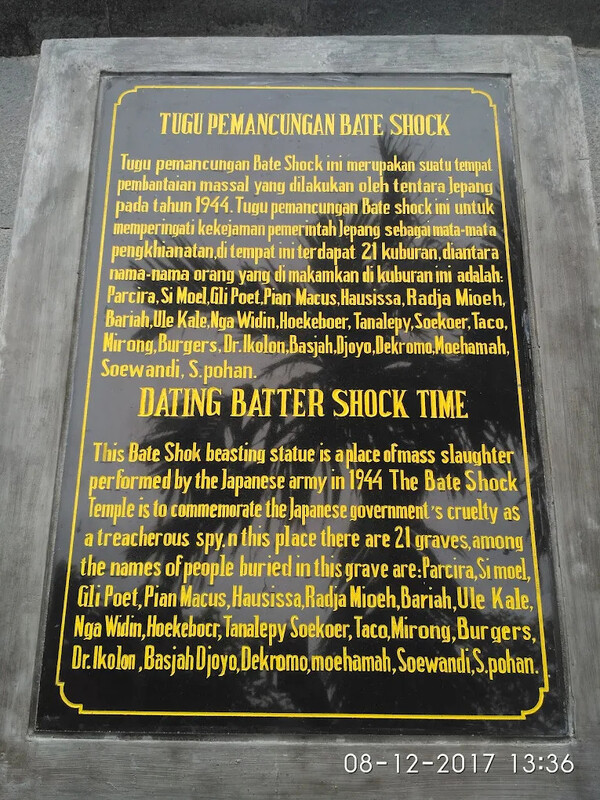 TUGU PEMANCUNGAN BATE SHOCK
Tugu pemancungan Bate Shock ini merupakan suatu tempat
pembantaian massal yang dilakukan oleh tentara Jepang
pada tahun 1944. Tugu pemancungan Bate shock ini untuk
memperingati kekejaman pemerintah Jepang sebagai mata-mata
pengkhianatan,di tempat ini terdapat 21 kuburan, diantara
nama-nama orang yang di makamkan di kuburan ini adalah:
Parcira, Si Moel,Gli Poet,Pian Macus,Hausissa,Radja Mioeh,
Bariah,Ule Kale,Nga Widin,Hoekeboer, Tanalepy,Soekoer,Taco,
Mirong,Burgers, Dr.Ikolon,Basjah,Djoyo,Dekromo,Moehamah,
Soewandi, S.pohan.
DATING BATTER SHOCK TIME
This Bate Shok beasting statue is a place of mass slaughter
performed by the Japanese army in 1944 The Bate Shock
Temple is to commemorate the Japanese government's cruelty as
a treacherous spy,n this place there are 21 graves,among
the names of people buried in this grave are:Parcira,Si moel,
Gli Poet,Pian Macus,Hausissa,Radja Mioeh,Bariah,Ule Kale,
Nga Widin,Hoekebocr,Tanalepy Soekoer,Taco,Mirong,Burgers,
Dr.Ikolon ,Basjah Djoyo,Dekromo,moehamah,Soewandi,S.pohan.
08-12-2017 13:36